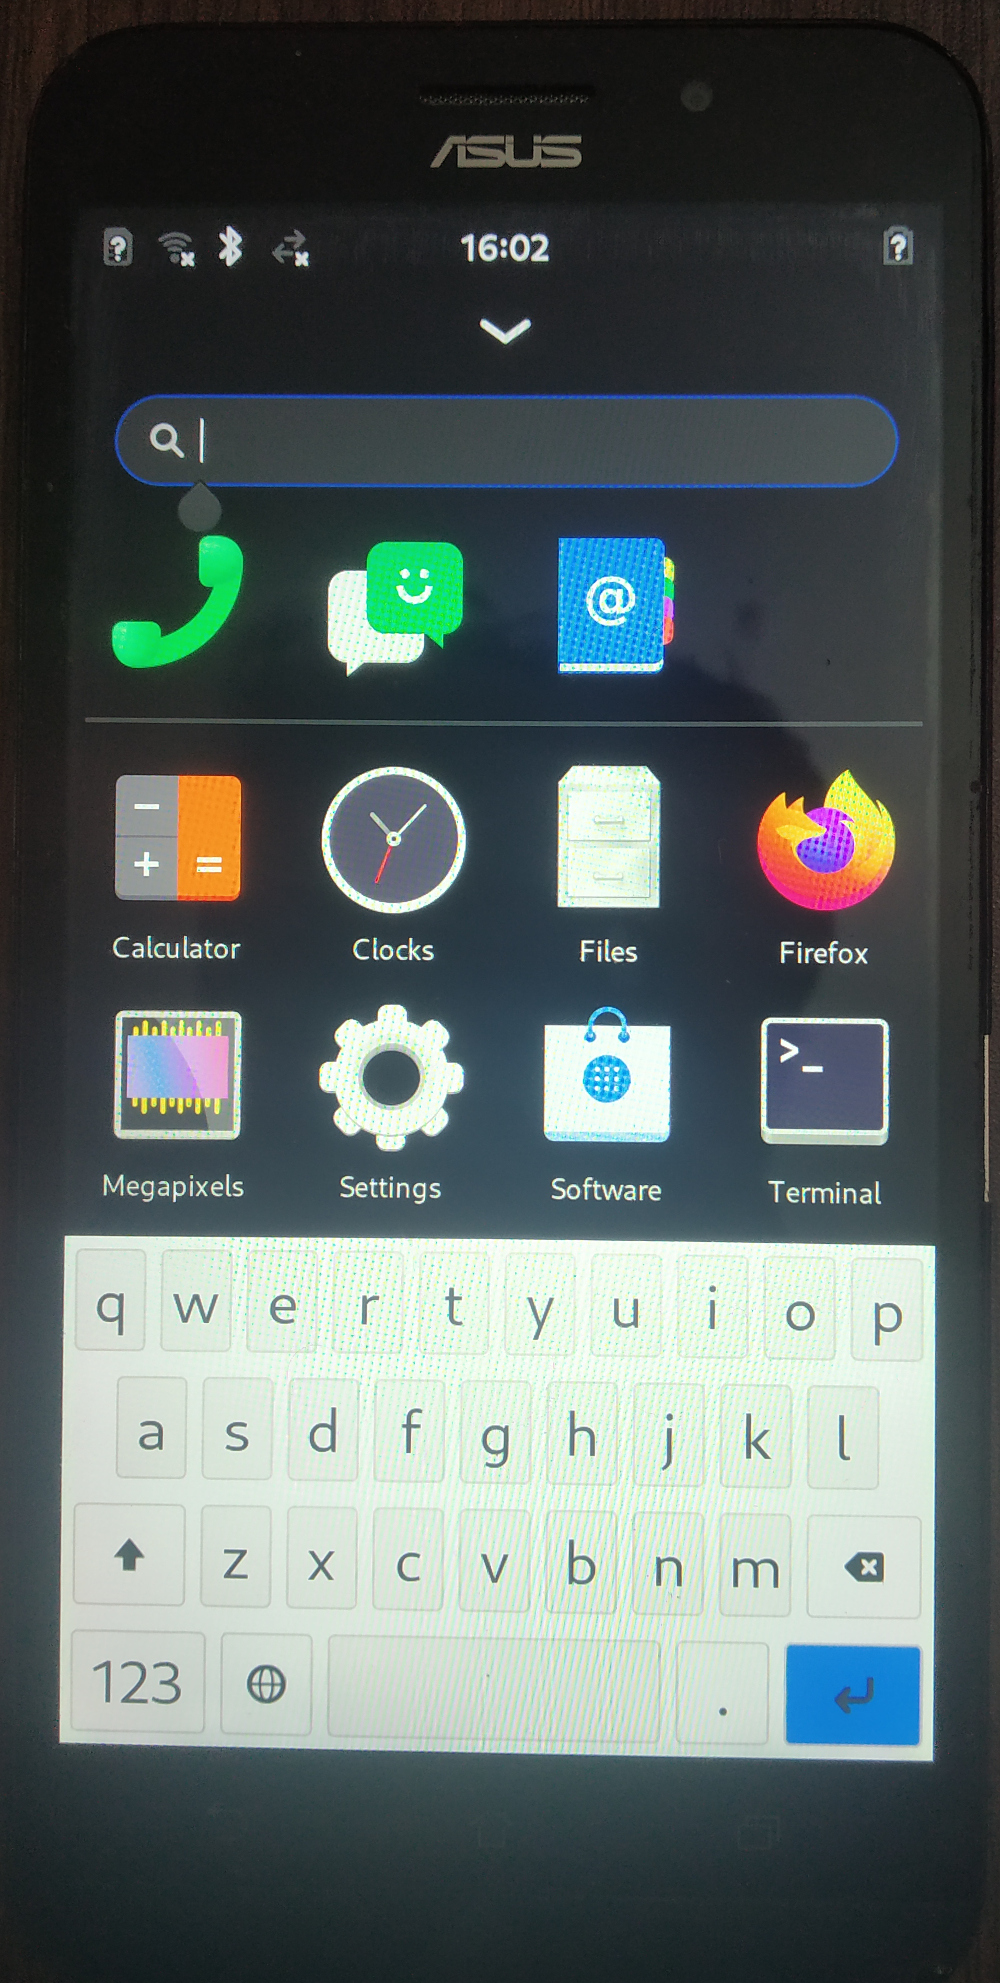 ASUS
16:02
@
Calculator Clocks Files Firefox
>_
Megapixels Settings Software Terminal
q w e r t y u i o p
a s d f g h j k l
z x c v b n m
123 .